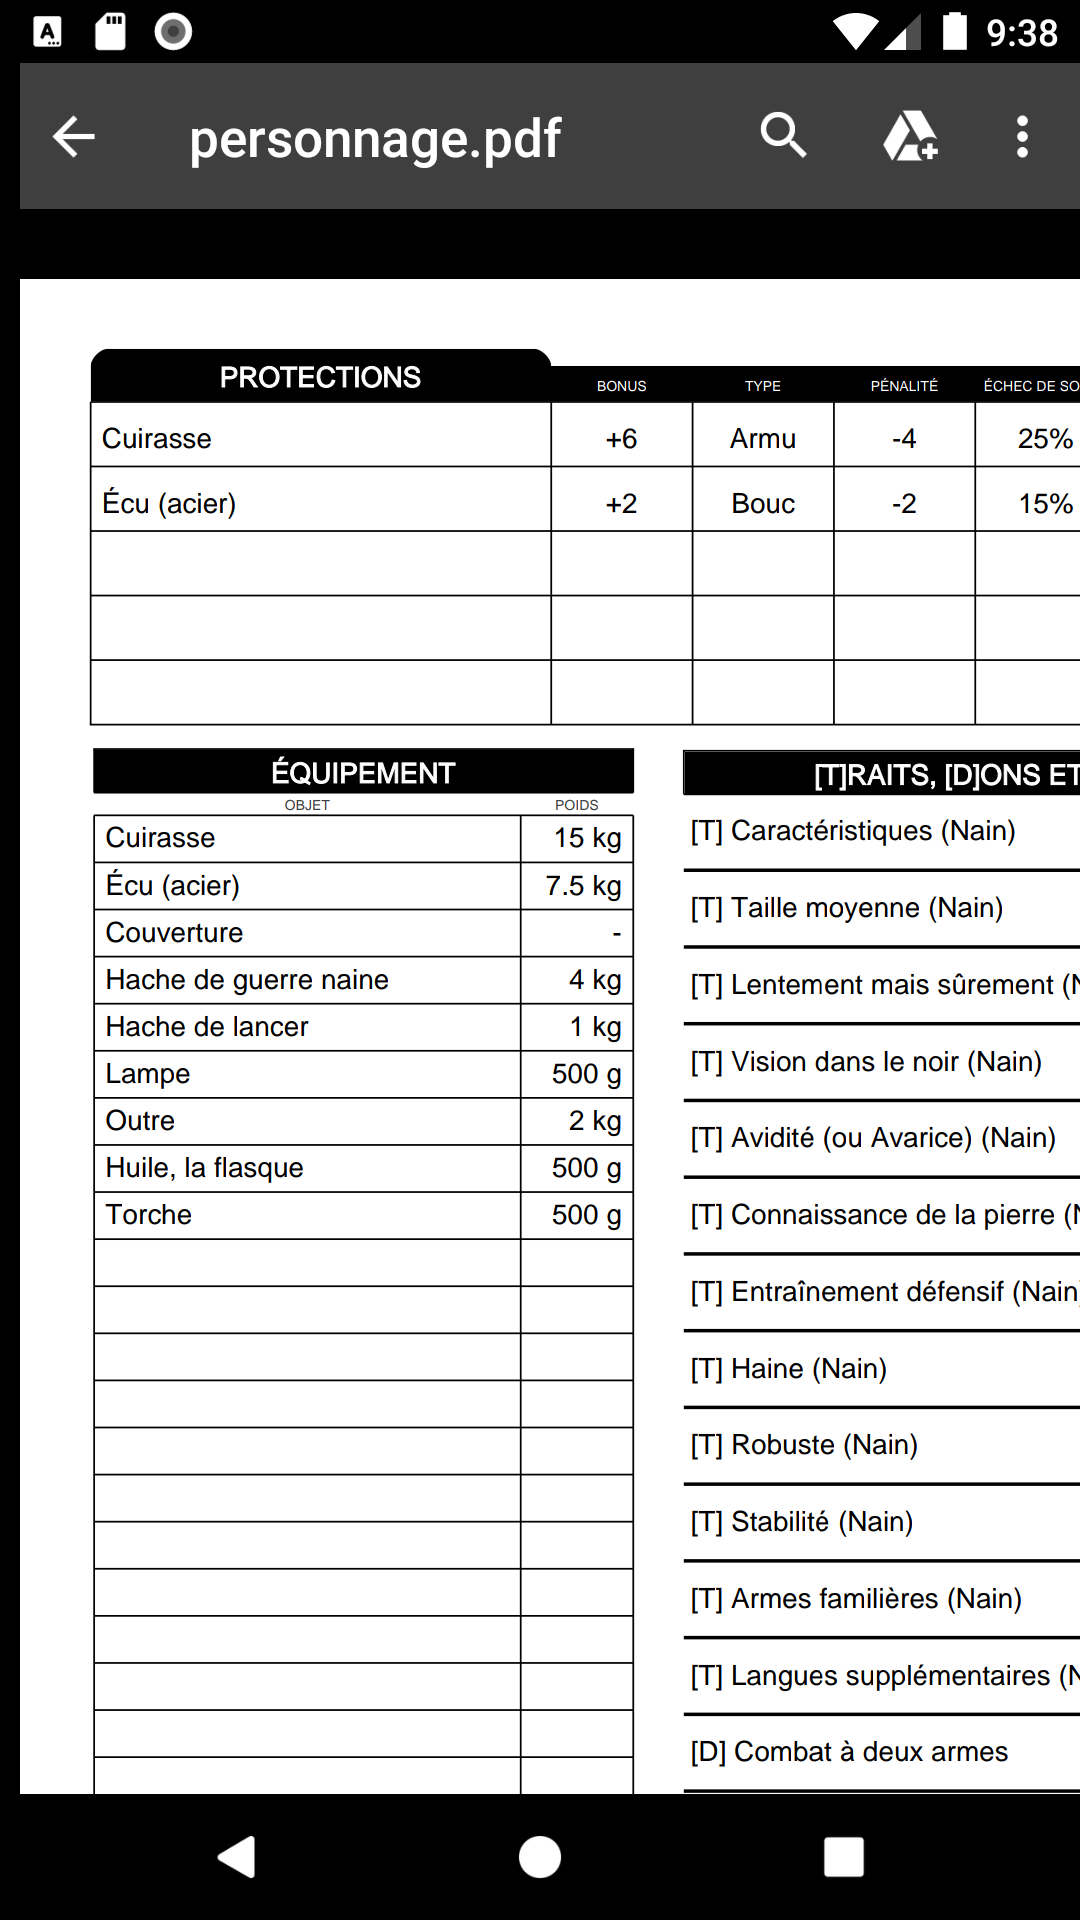 9:38
personnage.pdf
PROTECTIONS BONUS TYPE PÉNALITÉ ÉCHEC DE SO
Cuirasse +6 Armu -4 25%
Écu (acier) +2 Bouc -2 15%
ÉQUIPEMENT
OBJET POIDS
Cuirasse 15 kg
Écu (acier) 7.5 kg
Couverture -
Hache de guerre naine 4 kg
Hache de lancer 1 kg
Lampe 500 g
Outre 2 kg
Huile, la flasque 500 g
Torche 500 g
[T]RAITS, [D]ONS ET
[T] Caractéristiques (Nain)
[T] Taille moyenne (Nain)
[T] Lentement mais sûrement (N
[T] Vision dans le noir (Nain)
[T] Avidité (ou Avarice) (Nain)
[T] Connaissance de la pierre (N
[T] Entraînement défensif (Nain)
[T] Haine (Nain)
[T] Robuste (Nain)
[T] Stabilité (Nain)
[T] Armes familières (Nain)
[T] Langues supplémentaires (N
[D] Combat à deux armes